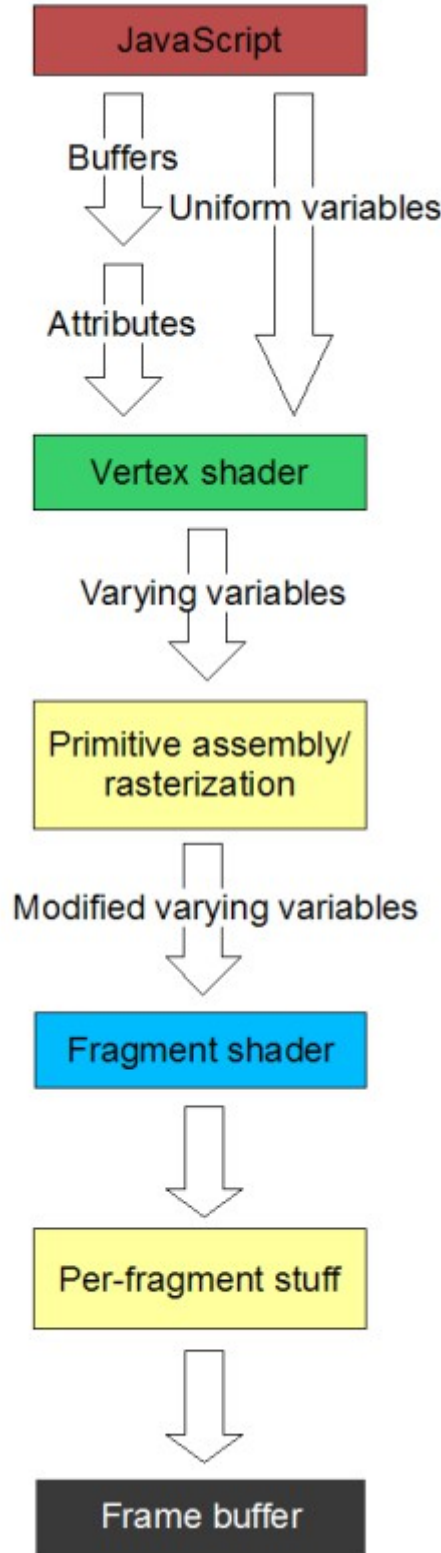 JavaScript
Buffers
Uniform variables
Attributes
Vertex shader
Varying variables
Primitive assembly/
rasterization
Modified varying variables
Fragment shader
Per-fragment stuff
Frame buffer